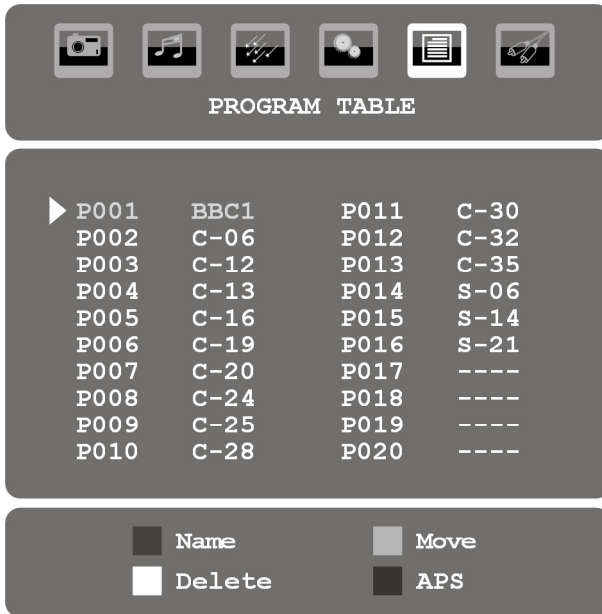 PROGRAM TABLE
P001 BBC1 P011 C-30
P002 C-06 P012 C-32
P003 C-12 P013 C-35
P004 C-13 P014 S-06
P005 C-16 P015 S-14
P006 C-19 P016 S-21
P007 C-20 P017 ----
P008 C-24 P018 ----
P009 C-25 P019 ----
P010 C-28 P020 ----
Name Move
Delete APS